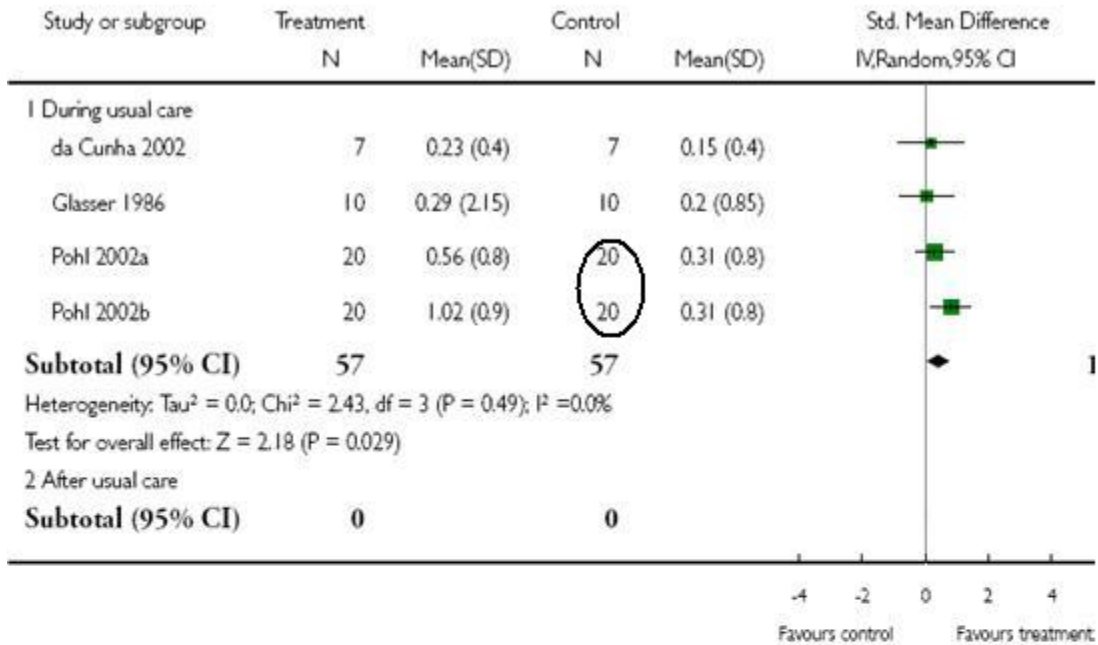 Study or subgroup Treatment Control Std. Mean Difference
N Mean(SD) N Mean(SD) IV,Random,95% CI
1 During usual care
da Cunha 2002 7 0.23 (0.4) 7 0.15 (0.4)
Glasser 1986 10 0.29 (2.15) 10 0.2 (0.85)
Pohl 2002a 20 0.56 (0.8) 20 0.31 (0.8)
Pohl 2002b 20 1.02 (0.9) 20 0.31 (0.8)
Subtotal (95% CI) 57 57
Heterogeneity: Tau² = 0.0; Chi² = 2.43, df = 3 (P = 0.49); I² =0.0%
Test for overall effect: Z = 2.18 (P = 0.029)
2 After usual care
Subtotal (95% CI) 0 0
-4 -2 0 2 4
Favours control Favours treatment